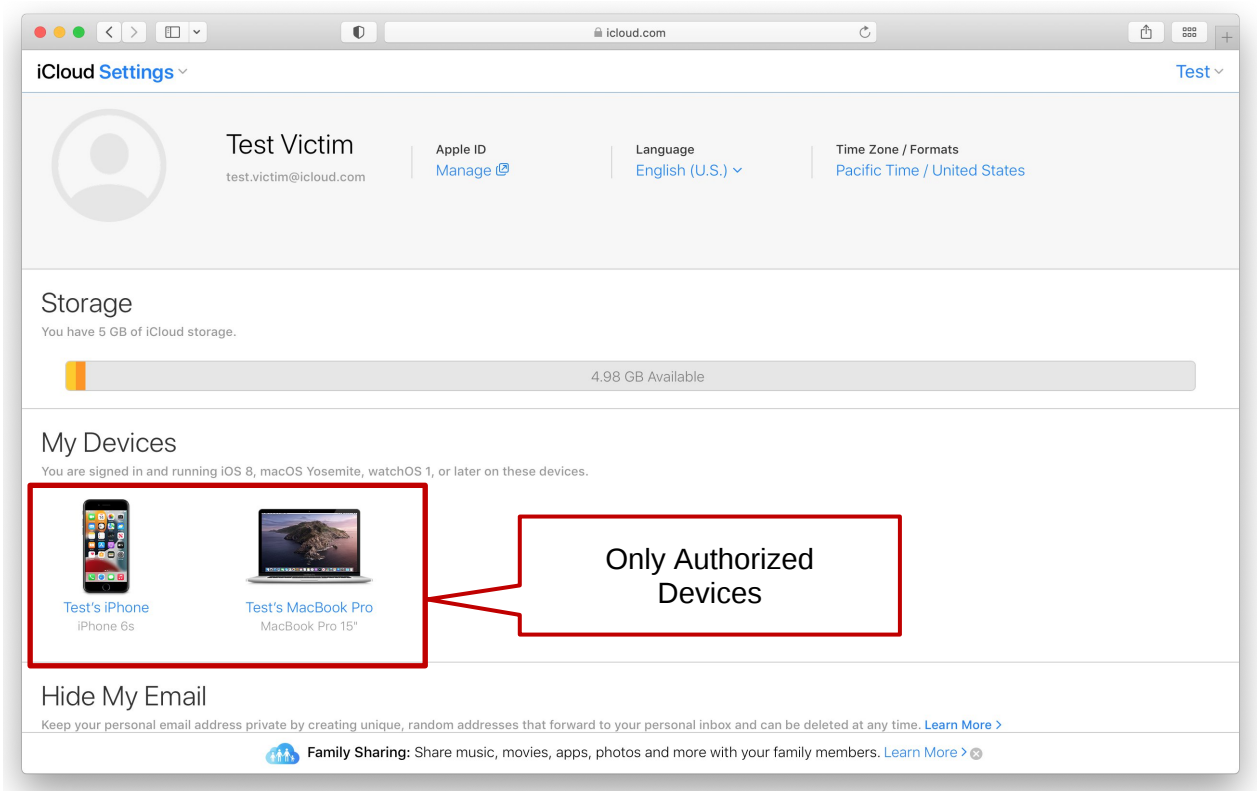 icloud.com
iCloud Settings
Test
Test Victim
test.victim@icloud.com
Apple ID
Manage
Language
English (U.S.)
Time Zone / Formats
Pacific Time / United States
Storage
You have 5 GB of iCloud storage.
4.98 GB Available
My Devices
You are signed in and running iOS 8, macOS Yosemite, watchOS 1, or later on these devices.
Test's iPhone
iPhone 6s
Test's MacBook Pro
MacBook Pro 15"
Only Authorized
Devices
Hide My Email
Keep your personal email address private by creating unique, random addresses that forward to your personal inbox and can be deleted at any time. Learn More >
Family Sharing: Share music, movies, apps, photos and more with your family members. Learn More >